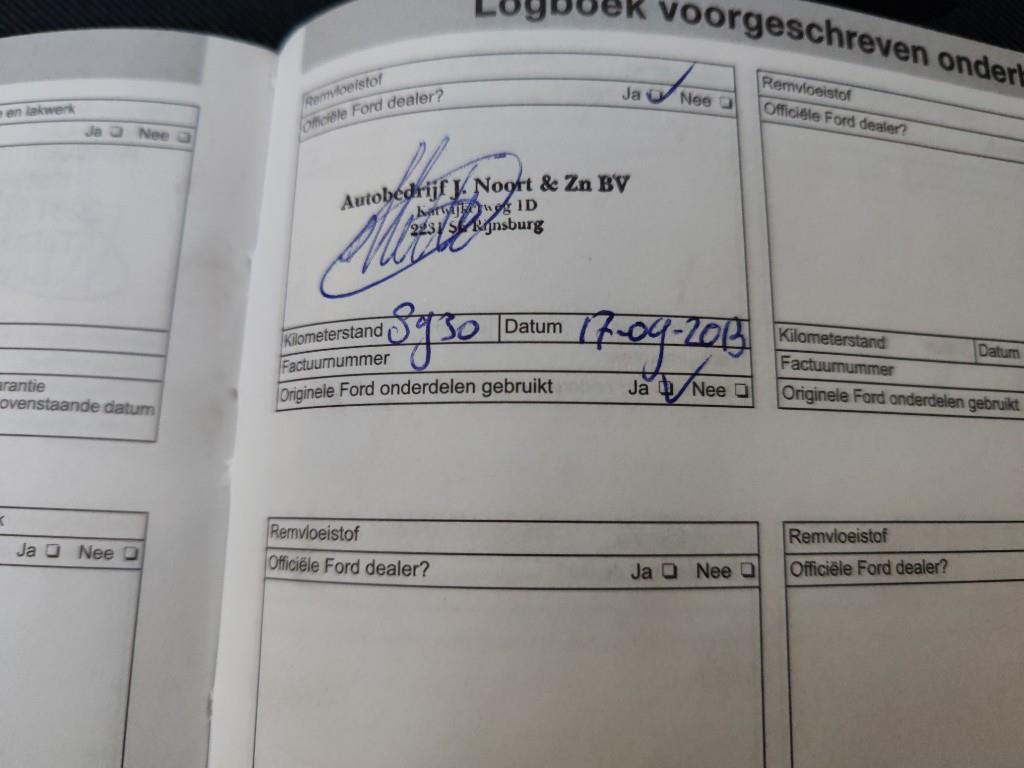 Logboek voorgeschreven
en lakwerk
Ja Nee
arantie
ovenstaande datum
Ja Nee
Remvloeistof
Officiële Ford dealer? Ja Nee
Autobedrijf J. Noort & Zn BV
Katwijkerweg 1D
2231 Rijnsburg
Kilometerstand 8930 Datum 17-09-2013
Factuurnummer
Originele Ford onderdelen gebruikt Ja Nee
Remvloeistof
Officiële Ford dealer?
Kilometerstand Datum
Factuurnummer
Originele Ford onderdelen gebruikt
Remvloeistof
Officiële Ford dealer? Ja Nee
Remvloeistof
Officiële Ford dealer?